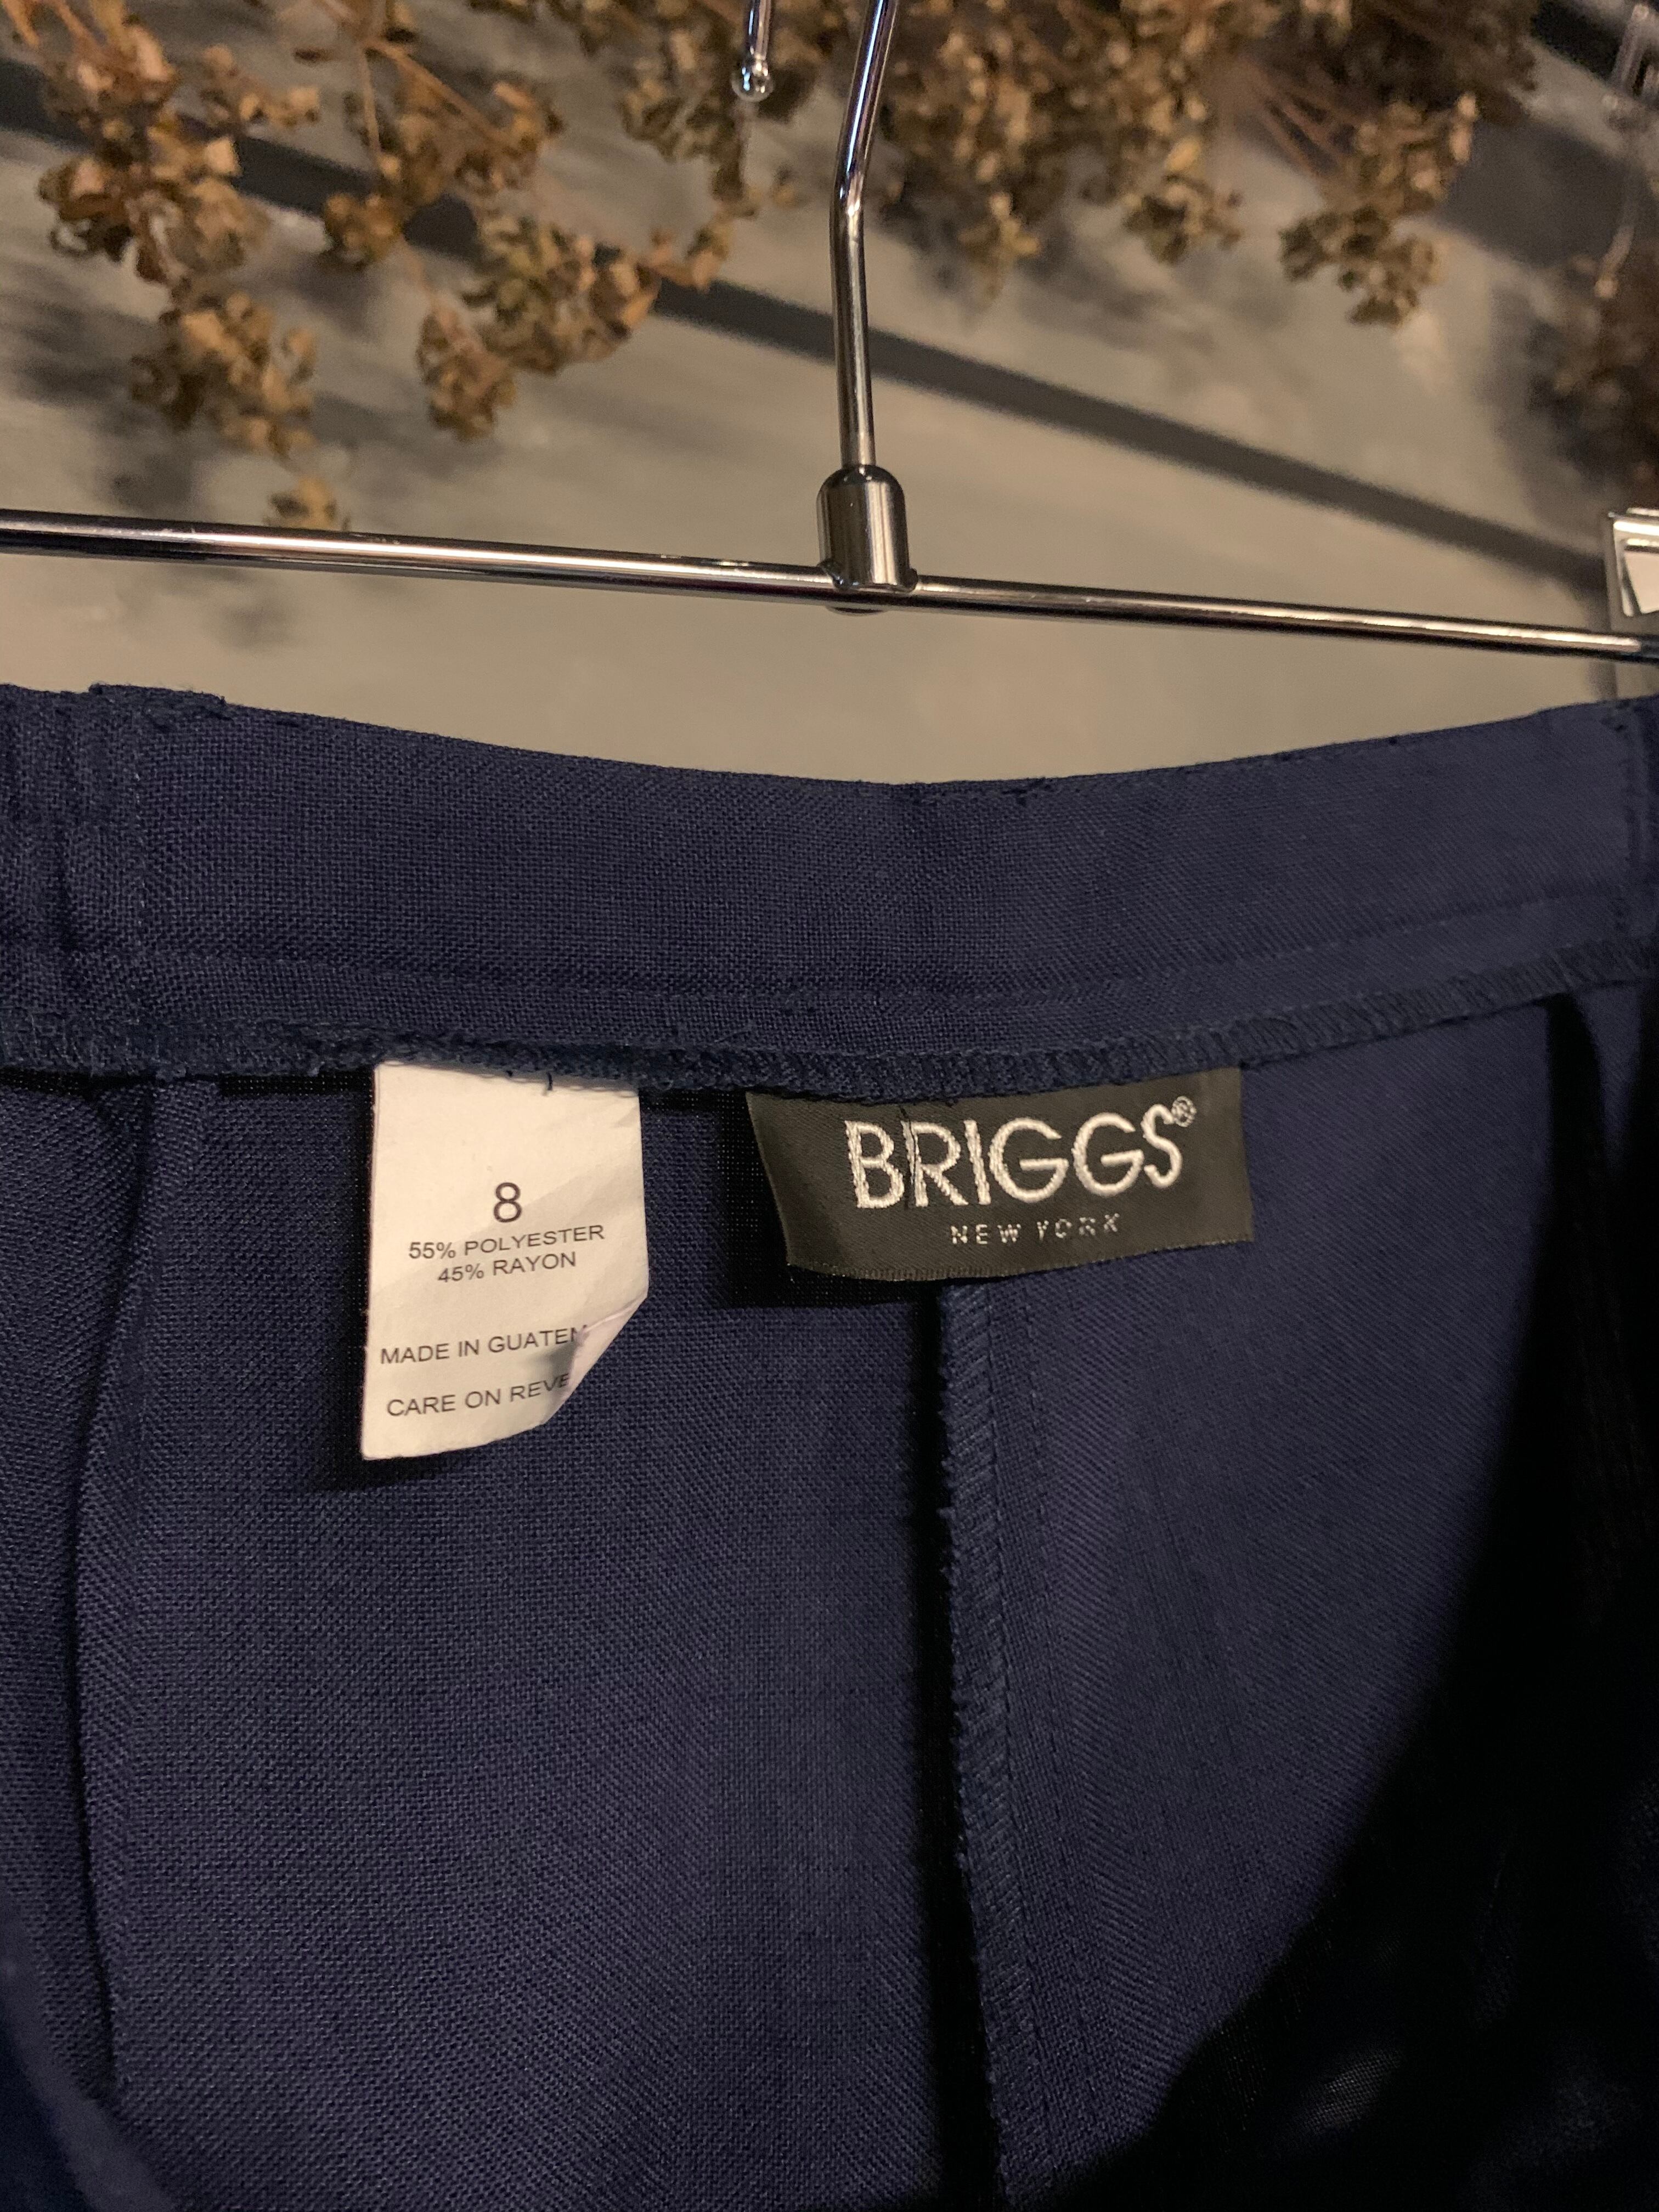 8
55% POLYESTER
45% RAYON
MADE IN GUATEM
CARE ON REVE
BRIGGS®
NEW YORK